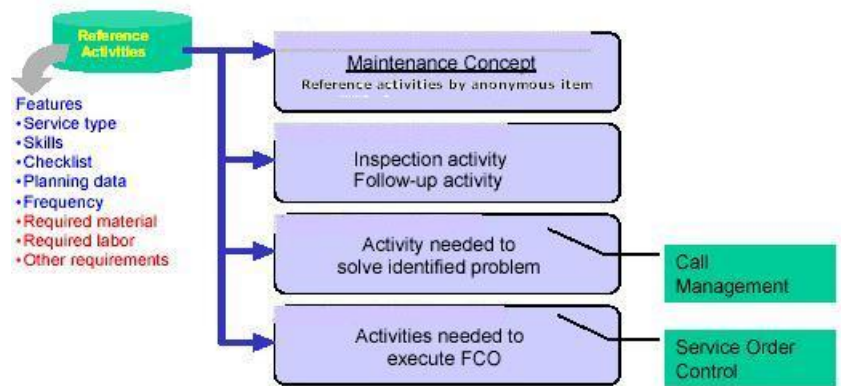 Reference
Activities
Features
•Service type
•Skills
•Checklist
•Planning data
•Frequency
•Required material
•Required labor
•Other requirements
Maintenance Concept
Reference activities by anonymous item
Inspection activity
Follow-up activity
Activity needed to
solve identified problem
Call
Management
Activities needed to
execute FCO
Service Order
Control